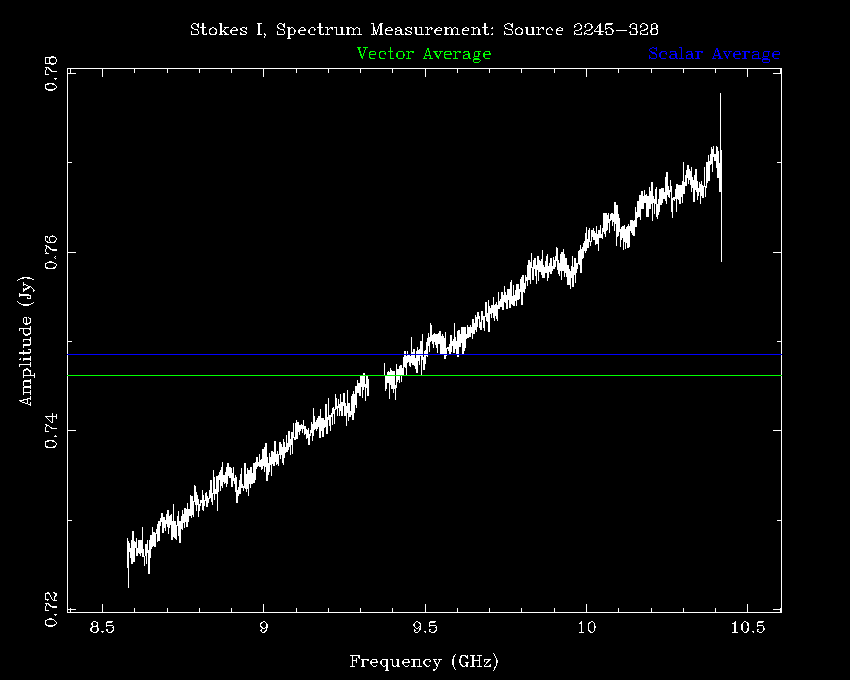 Stokes I, Spectrum Measurement: Source 2245−328
Vector Average
Scalar Average
0.78
0.76
0.74
0.72
Amplitude (Jy)
8.5 9 9.5 10 10.5
Frequency (GHz)